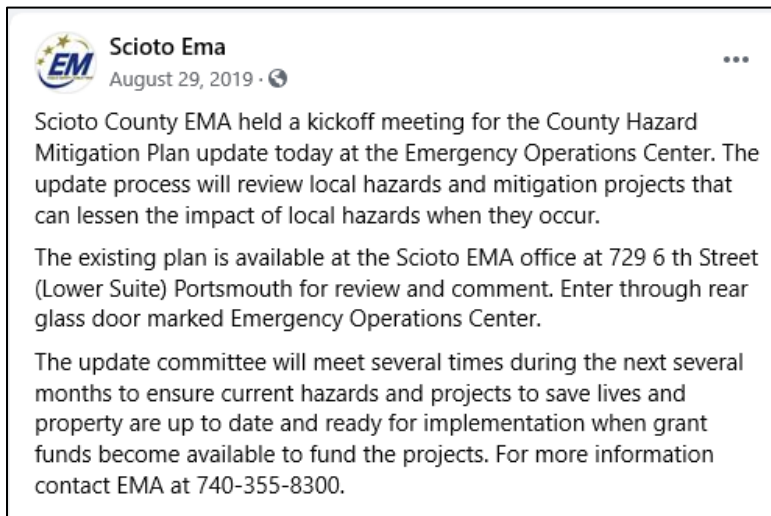 EM
Scioto Ema
August 29, 2019 ·
Scioto County EMA held a kickoff meeting for the County Hazard
Mitigation Plan update today at the Emergency Operations Center. The
update process will review local hazards and mitigation projects that
can lessen the impact of local hazards when they occur.
The existing plan is available at the Scioto EMA office at 729 6 th Street
(Lower Suite) Portsmouth for review and comment. Enter through rear
glass door marked Emergency Operations Center.
The update committee will meet several times during the next several
months to ensure current hazards and projects to save lives and
property are up to date and ready for implementation when grant
funds become available to fund the projects. For more information
contact EMA at 740-355-8300.